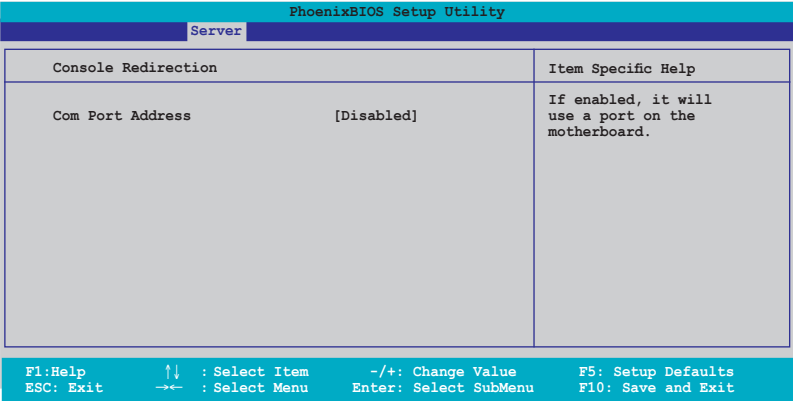 PhoenixBIOS Setup Utility
Server
Console Redirection
Item Specific Help
Com Port Address [Disabled]
If enabled, it will
use a port on the
motherboard.
F1:Help ↑↓ : Select Item -/+: Change Value F5: Setup Defaults
ESC: Exit →← : Select Menu Enter: Select SubMenu F10: Save and Exit